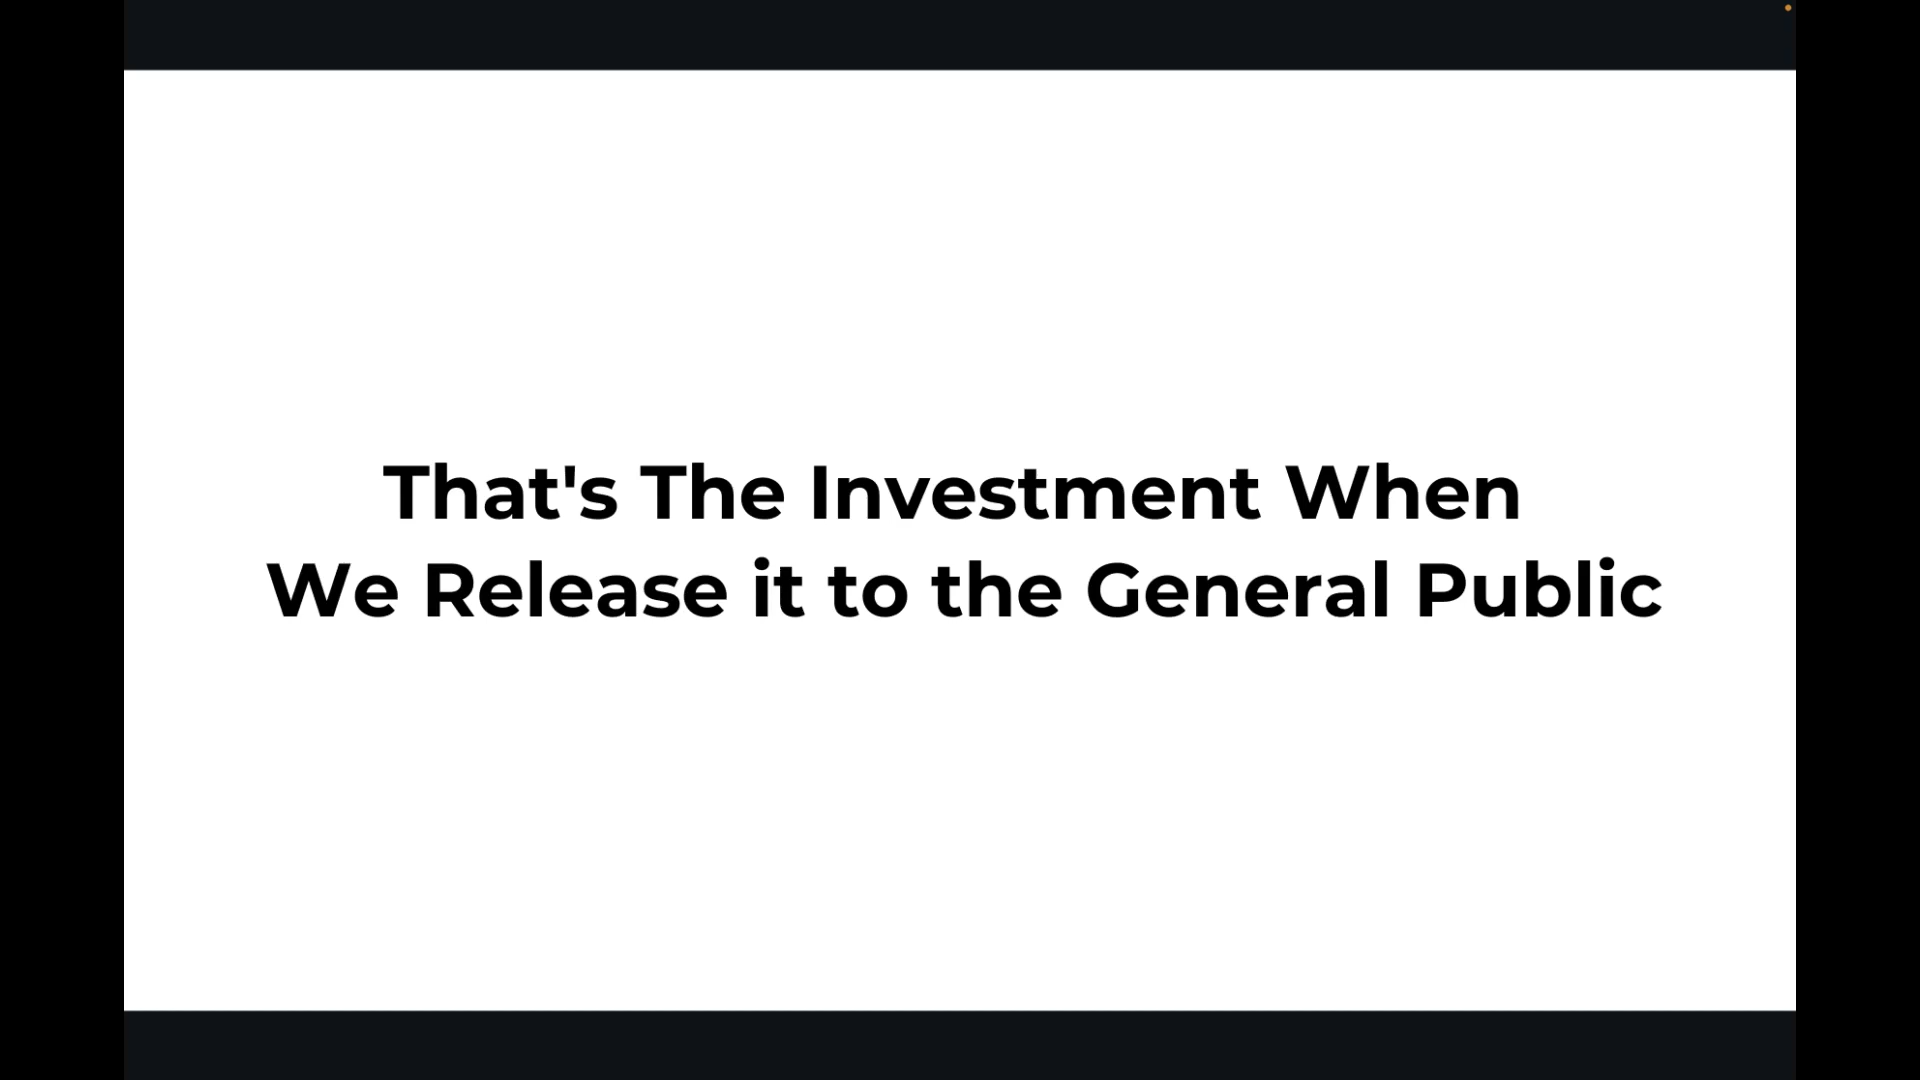 That's The Investment When
We Release it to the General Public